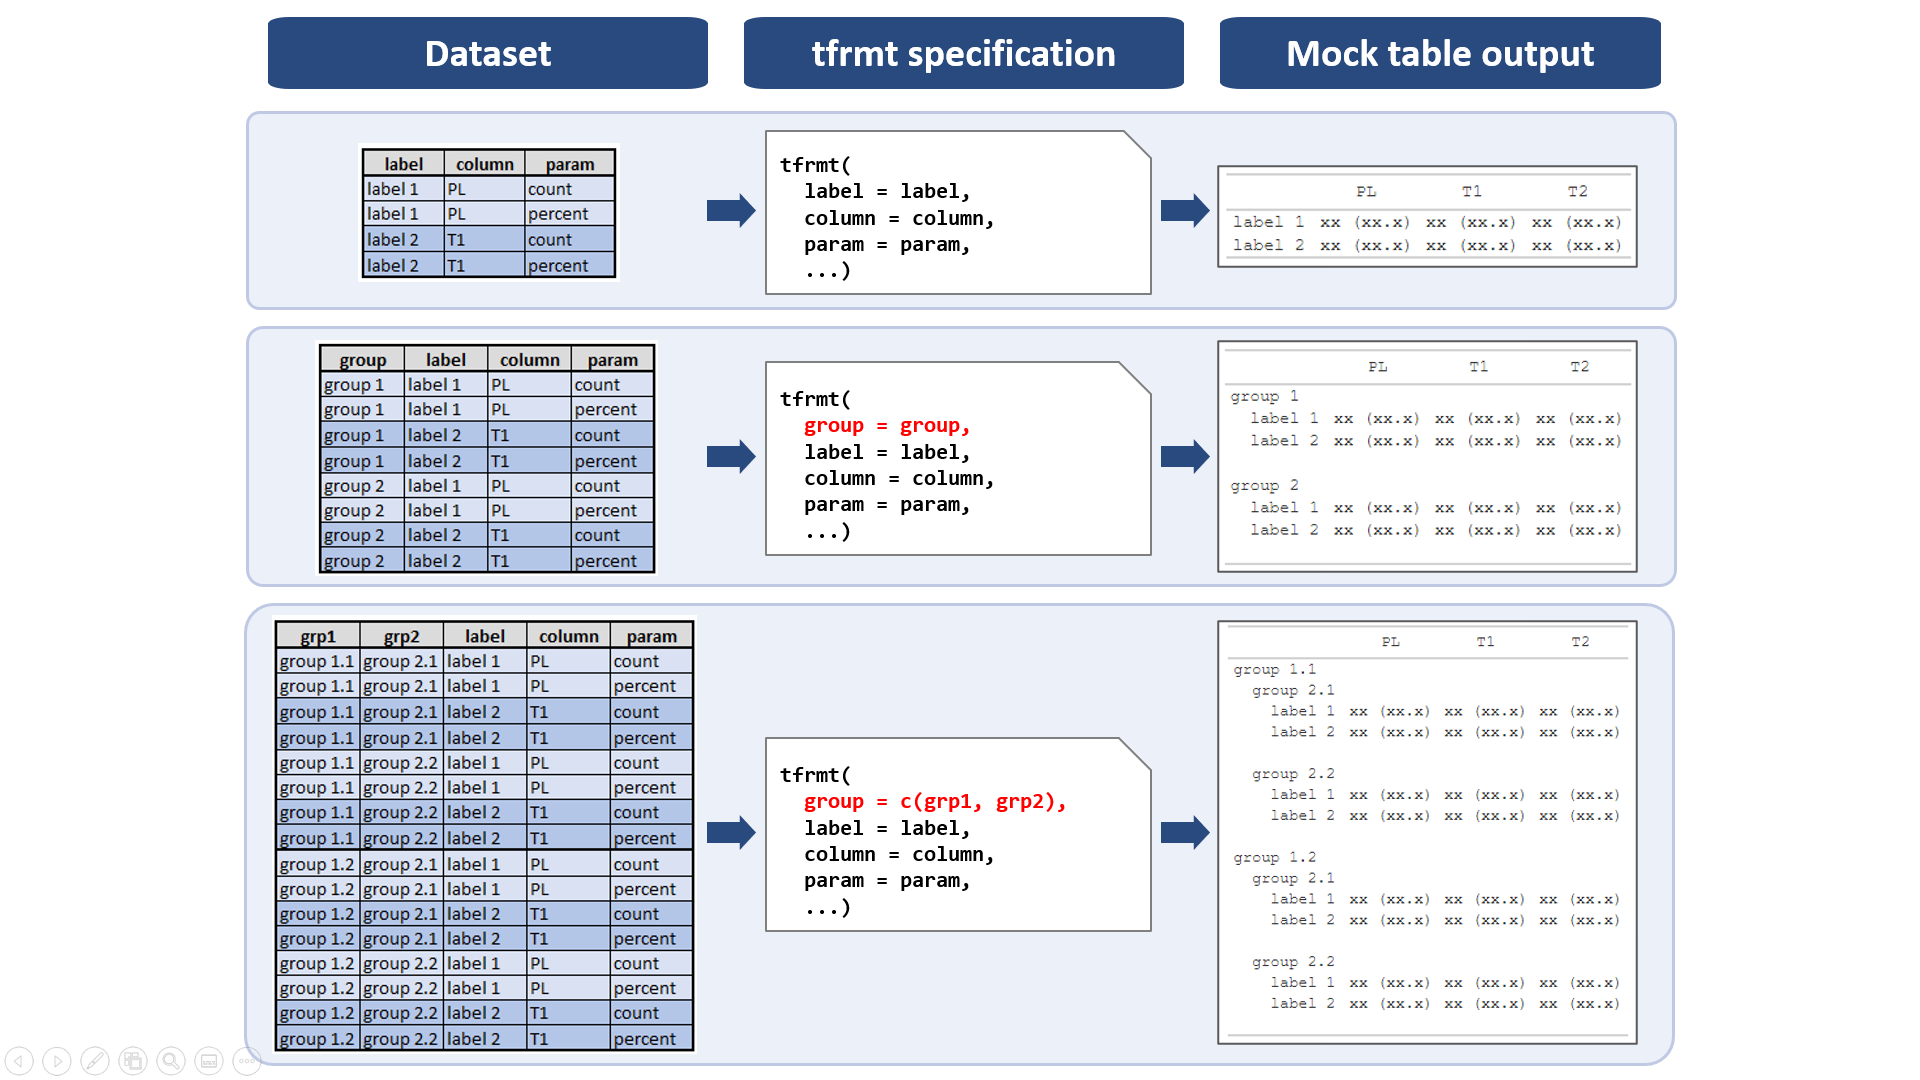 Dataset
tfrmt specification
Mock table output
label column param
label 1 PL count
label 1 PL percent
label 2 T1 count
label 2 T1 percent
tfrmt(
label = label,
column = column,
param = param,
...)
PL T1 T2
label 1 xx (xx.x) xx (xx.x) xx (xx.x)
label 2 xx (xx.x) xx (xx.x) xx (xx.x)
group label column param
group 1 label 1 PL count
group 1 label 1 PL percent
group 1 label 2 T1 count
group 1 label 2 T1 percent
group 2 label 1 PL count
group 2 label 1 PL percent
group 2 label 2 T1 count
group 2 label 2 T1 percent
tfrmt(
group = group,
label = label,
column = column,
param = param,
...)
PL T1 T2
group 1
label 1 xx (xx.x) xx (xx.x) xx (xx.x)
label 2 xx (xx.x) xx (xx.x) xx (xx.x)
group 2
label 1 xx (xx.x) xx (xx.x) xx (xx.x)
label 2 xx (xx.x) xx (xx.x) xx (xx.x)
grp1 grp2 label column param
group 1.1 group 2.1 label 1 PL count
group 1.1 group 2.1 label 1 PL percent
group 1.1 group 2.1 label 2 T1 count
group 1.1 group 2.1 label 2 T1 percent
group 1.1 group 2.2 label 1 PL count
group 1.1 group 2.2 label 1 PL percent
group 1.1 group 2.2 label 2 T1 count
group 1.1 group 2.2 label 2 T1 percent
group 1.2 group 2.1 label 1 PL count
group 1.2 group 2.1 label 1 PL percent
group 1.2 group 2.1 label 2 T1 count
group 1.2 group 2.1 label 2 T1 percent
group 1.2 group 2.2 label 1 PL count
group 1.2 group 2.2 label 1 PL percent
group 1.2 group 2.2 label 2 T1 count
group 1.2 group 2.2 label 2 T1 percent
tfrmt(
group = c(grp1, grp2),
label = label,
column = column,
param = param,
...)
PL T1 T2
group 1.1
group 2.1
label 1 xx (xx.x) xx (xx.x) xx (xx.x)
label 2 xx (xx.x) xx (xx.x) xx (xx.x)
group 2.2
label 1 xx (xx.x) xx (xx.x) xx (xx.x)
label 2 xx (xx.x) xx (xx.x) xx (xx.x)
group 1.2
group 2.1
label 1 xx (xx.x) xx (xx.x) xx (xx.x)
label 2 xx (xx.x) xx (xx.x) xx (xx.x)
group 2.2
label 1 xx (xx.x) xx (xx.x) xx (xx.x)
label 2 xx (xx.x) xx (xx.x) xx (xx.x)